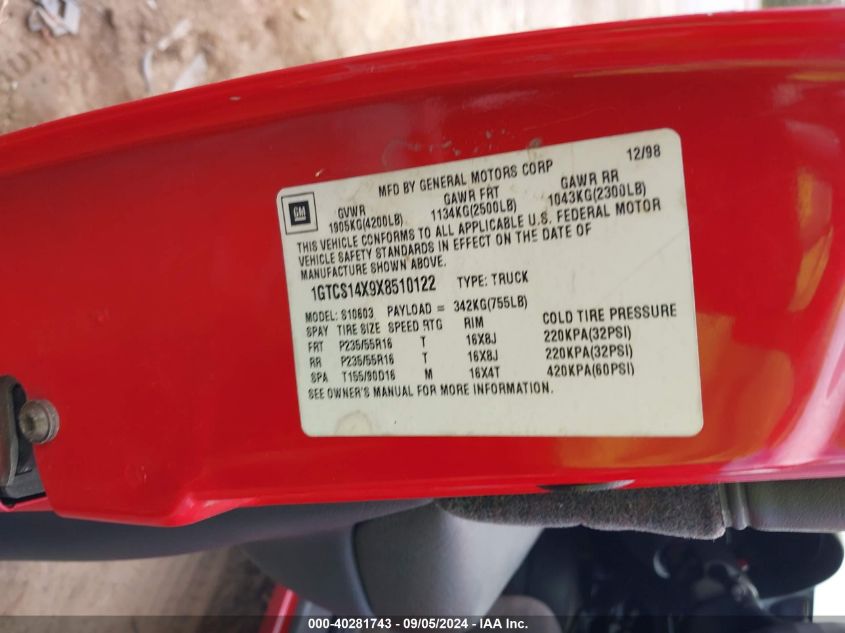 12/98
MFD BY GENERAL MOTORS CORP
GM
GVWR GAWR FRT GAWR RR
1905KG(4200LB) 1134KG(2500LB) 1043KG(2300LB)
THIS VEHICLE CONFORMS TO ALL APPLICABLE U.S. FEDERAL MOTOR
VEHICLE SAFETY STANDARDS IN EFFECT ON THE DATE OF
MANUFACTURE SHOWN ABOVE.
1GTCS14X9X8510122 TYPE: TRUCK
MODEL: S10603 PAYLOAD = 342KG(755LB)
SPAY TIRE SIZE SPEED RTG RIM COLD TIRE PRESSURE
FRT P235/55R16 T 16X8J 220KPA(32PSI)
RR P235/55R16 T 16X8J 220KPA(32PSI)
SPA T155/90D16 M 16X4T 420KPA(60PSI)
SEE OWNER'S MANUAL FOR MORE INFORMATION.
000-40281743 - 09/05/2024 - IAA Inc.